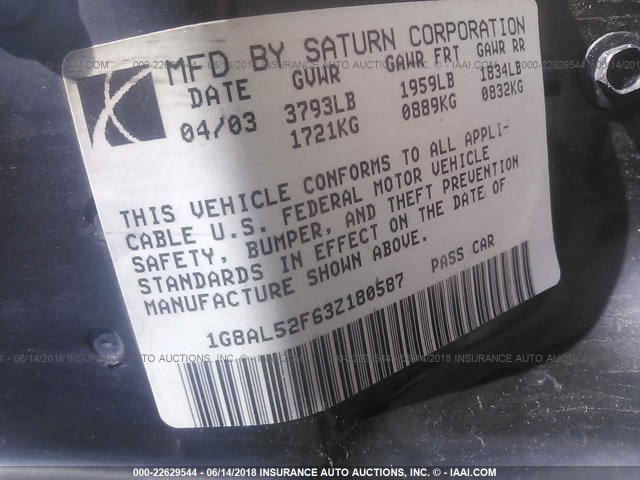 MFD BY SATURN CORPORATION
DATE GVWR GAWR FRT GAWR RR
04/03 3793LB 1959LB 1834LB
1721KG 0889KG 0832KG
THIS VEHICLE CONFORMS TO ALL APPLI-
CABLE U.S. FEDERAL MOTOR VEHICLE
SAFETY, BUMPER, AND THEFT PREVENTION
STANDARDS IN EFFECT ON THE DATE OF
MANUFACTURE SHOWN ABOVE.
1G8AL52F63Z180587 PASS CAR
000-22629544 - 06/14/2018 INSURANCE AUTO AUCTIONS, INC. - © - IAAI.COM